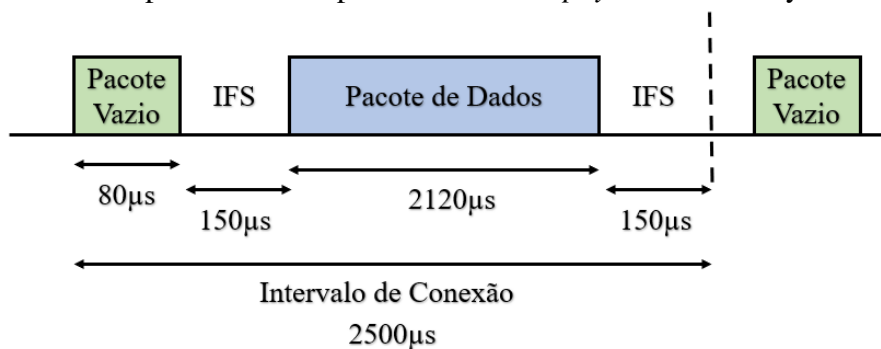 Pacote
Vazio
IFS
Pacote de Dados
IFS
Pacote
Vazio
80µs
150µs
2120µs
150µs
Intervalo de Conexão
2500µs